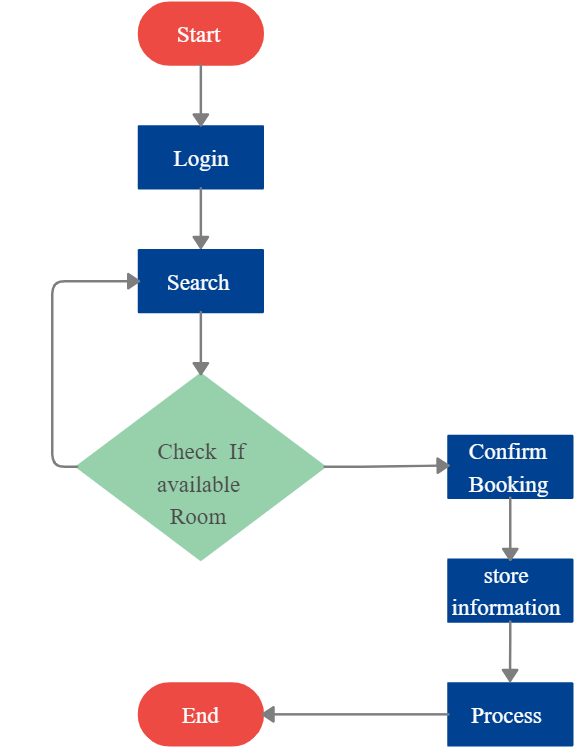 Start
Login
Search
Check If
available
Room
Confirm
Booking
store
information
End
Process